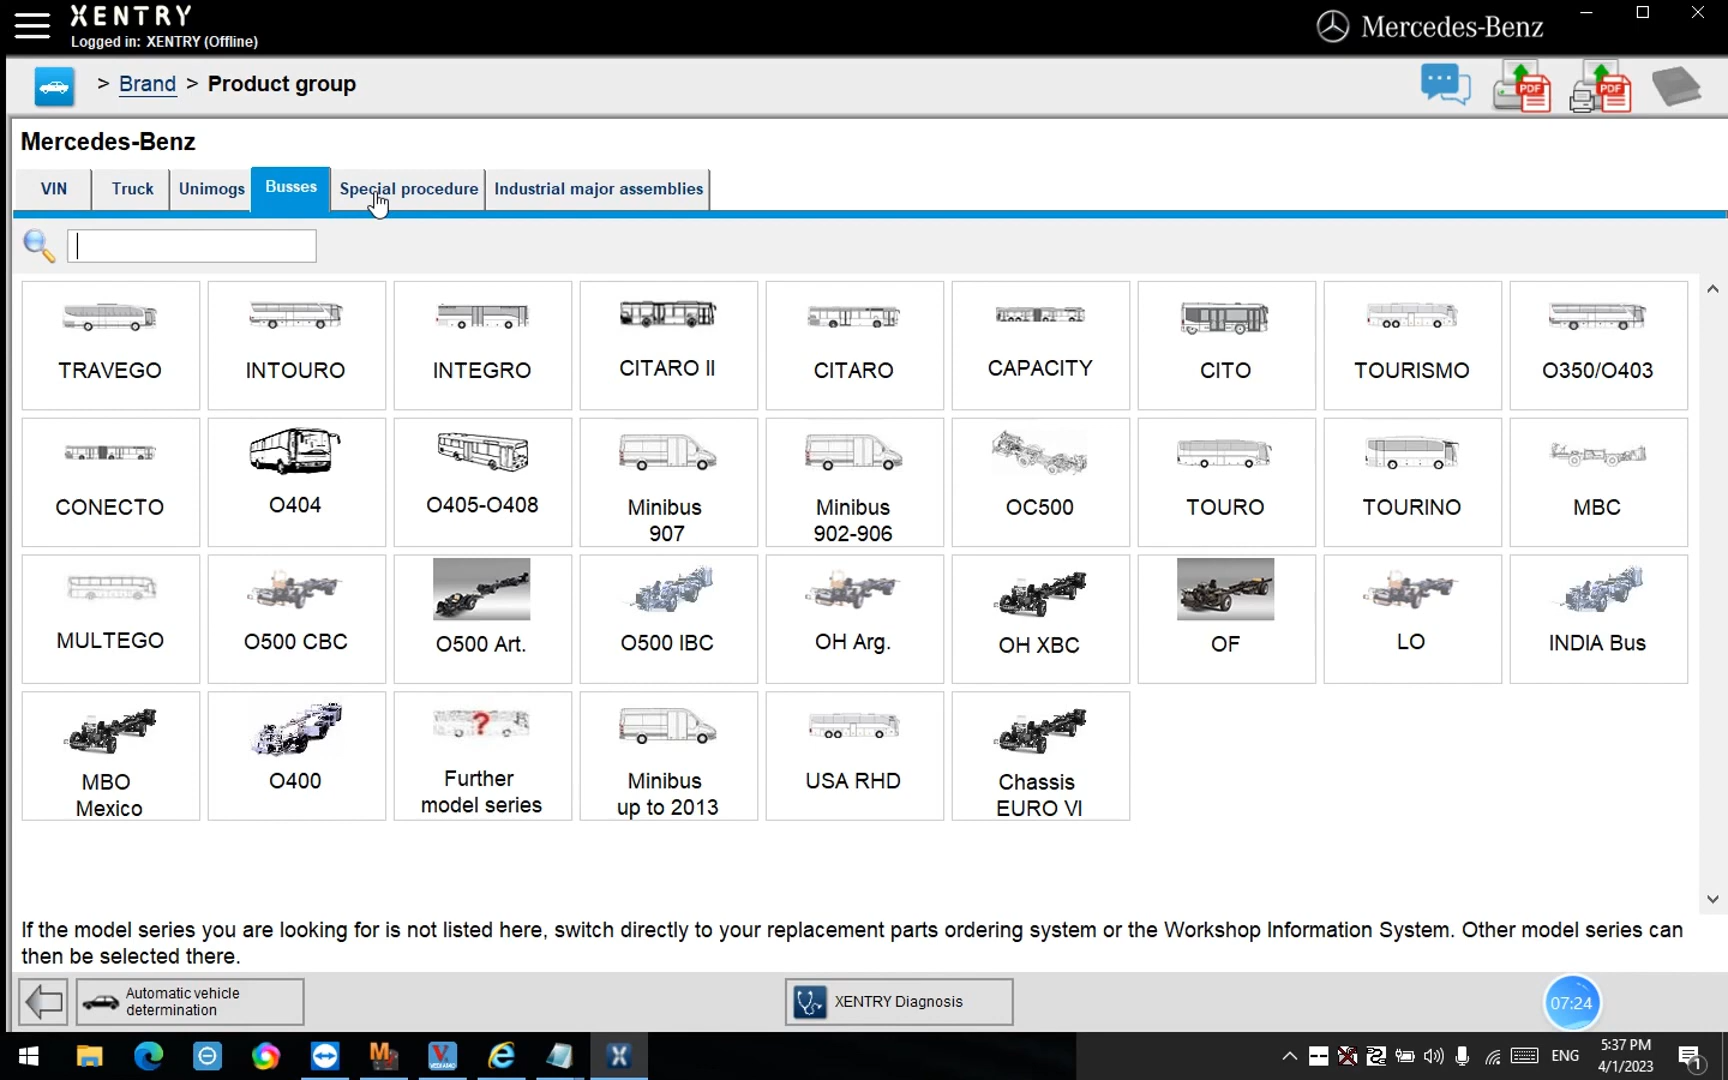 XENTRY
Logged in: XENTRY (Offline)
Mercedes-Benz
> Brand > Product group
PDF PDF
Mercedes-Benz
VIN Truck Unimogs Busses Special procedure Industrial major assemblies
TRAVEGO INTOURO INTEGRO CITARO II CITARO CAPACITY CITO TOURISMO O350/O403
CONECTO O404 O405-O408 Minibus 907 Minibus 902-906 OC500 TOURO TOURINO MBC
MULTEGO O500 CBC O500 Art. O500 IBC OH Arg. OH XBC OF LO INDIA Bus
MBO Mexico O400 ? Further model series Minibus up to 2013 USA RHD Chassis EURO VI
If the model series you are looking for is not listed here, switch directly to your replacement parts ordering system or the Workshop Information System. Other model series can
then be selected there.
Automatic vehicle
determination
XENTRY Diagnosis
07:24
ENG
5:37 PM
4/1/2023
1